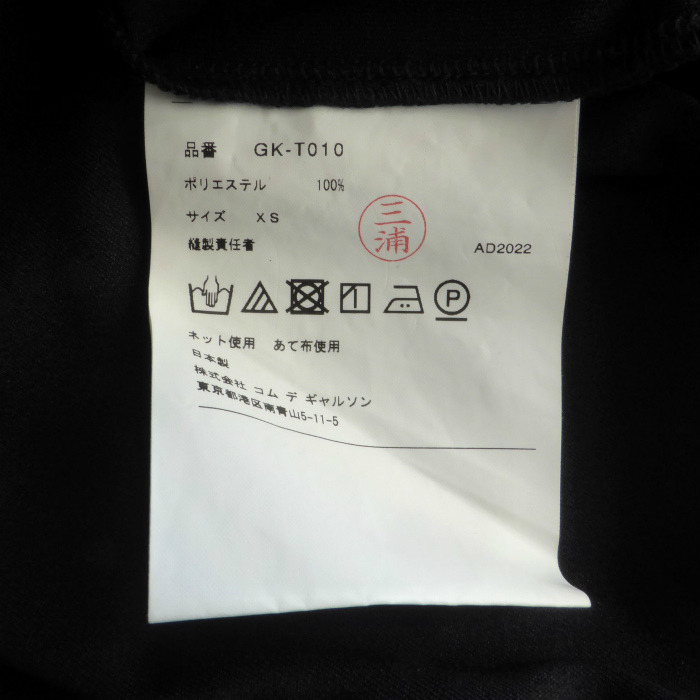 品番 GK-T010
ポリエステル 100%
サイズ XS
三浦
縫製責任者
AD2022
P
ネット使用 あて布使用
日本製
株式会社 コム デ ギャルソン
東京都港区南青山5-11-5